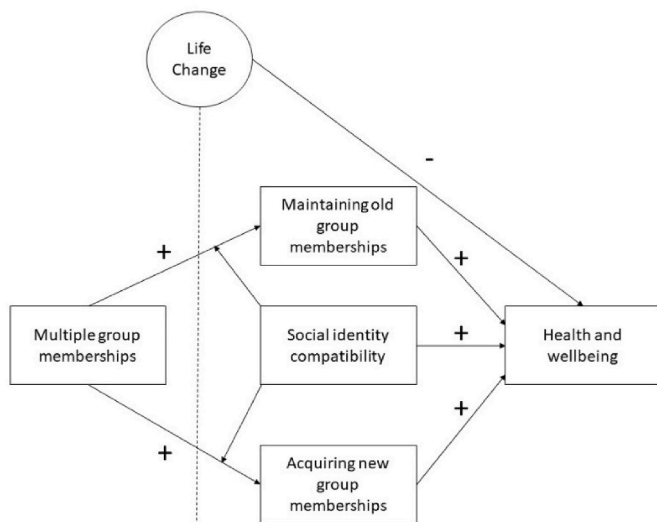 Life
Change
-
Maintaining old
group
memberships
+
+
Multiple group
memberships
Social identity
compatibility
+
Health and
wellbeing
+
+
Acquiring new
group
memberships